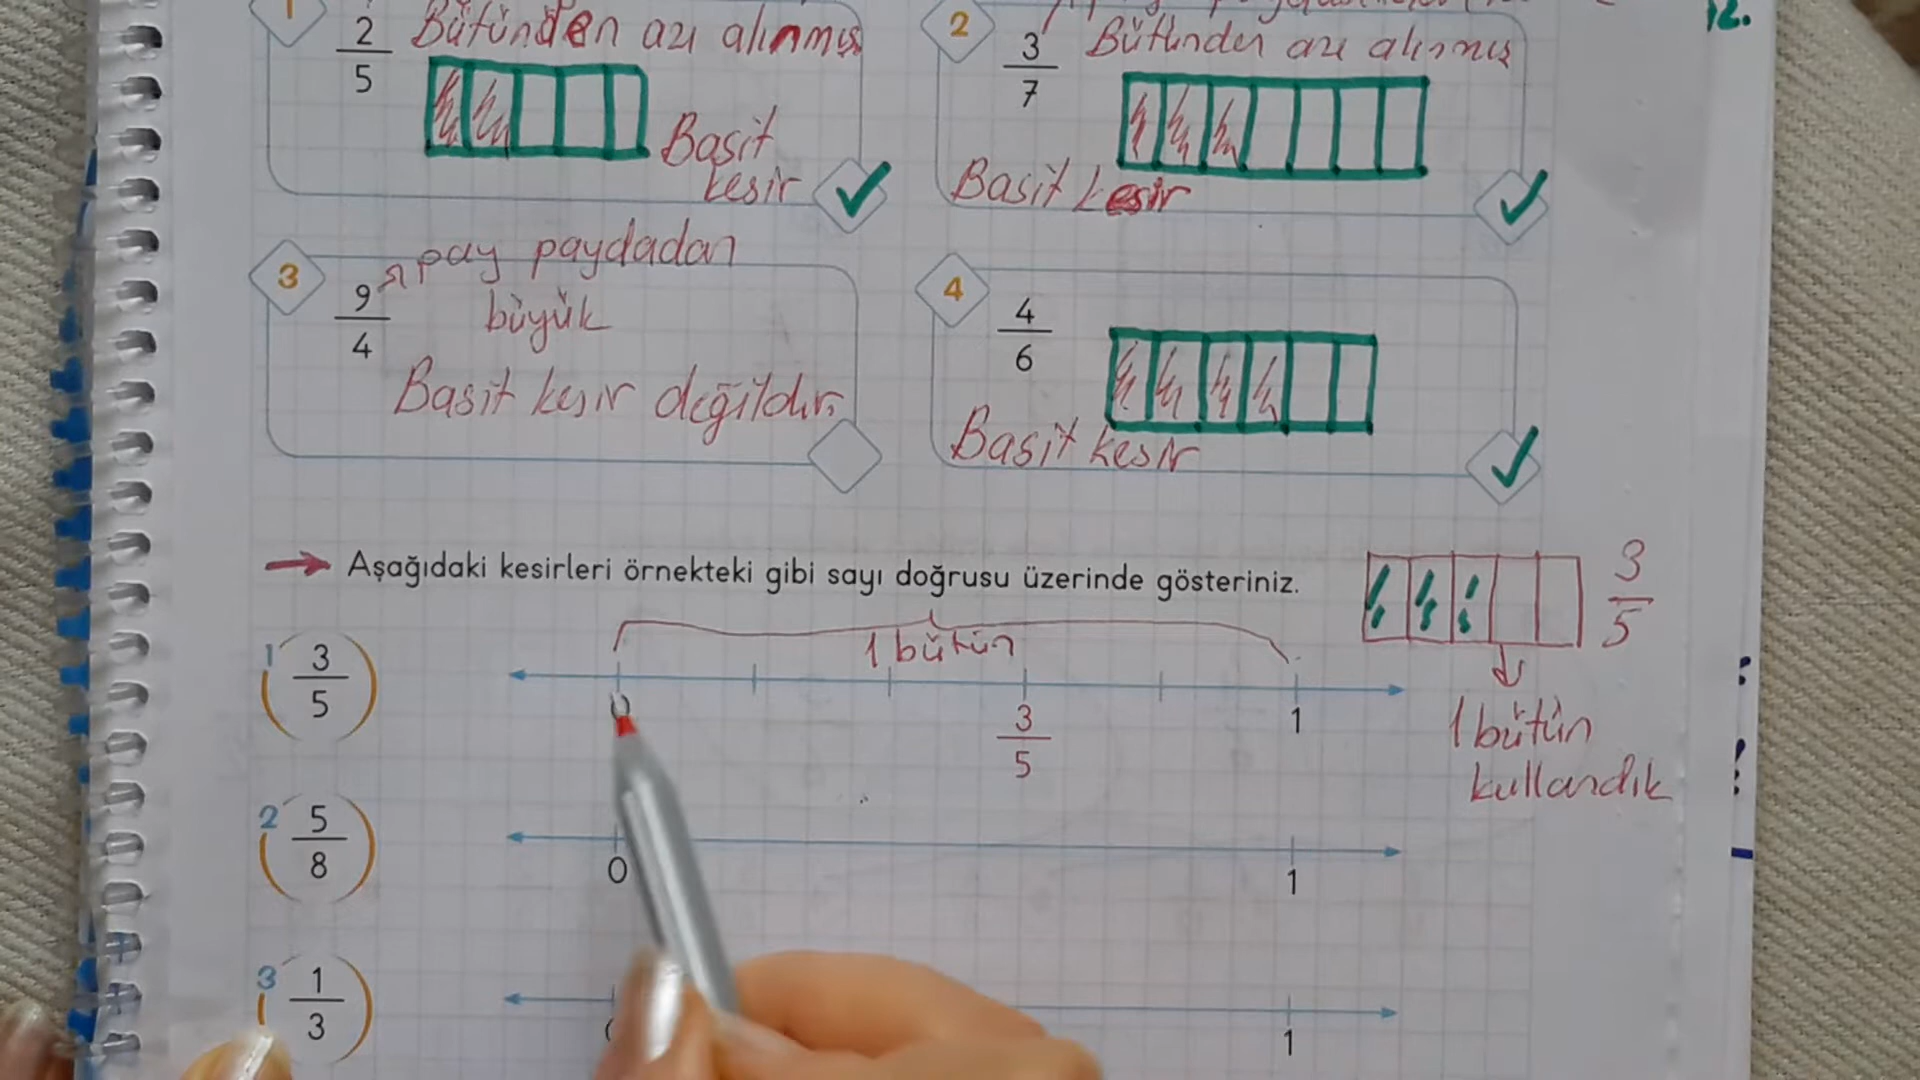 12.
1
2
5
Bütünden azı alınmış
Basit
kesir
2
3
7
Bütünden azı alınmış
Basit kesir
3
9
4
pay paydadan
büyük
Basit kesir değildir.
4
4
6
Basit kesir
Aşağıdaki kesirleri örnekteki gibi sayı doğrusu üzerinde gösteriniz.
3
5
1 bütün
kullandık
1
3
5
1 bütün
0
3
5
1
2
5
8
0
1
3
1
3
1